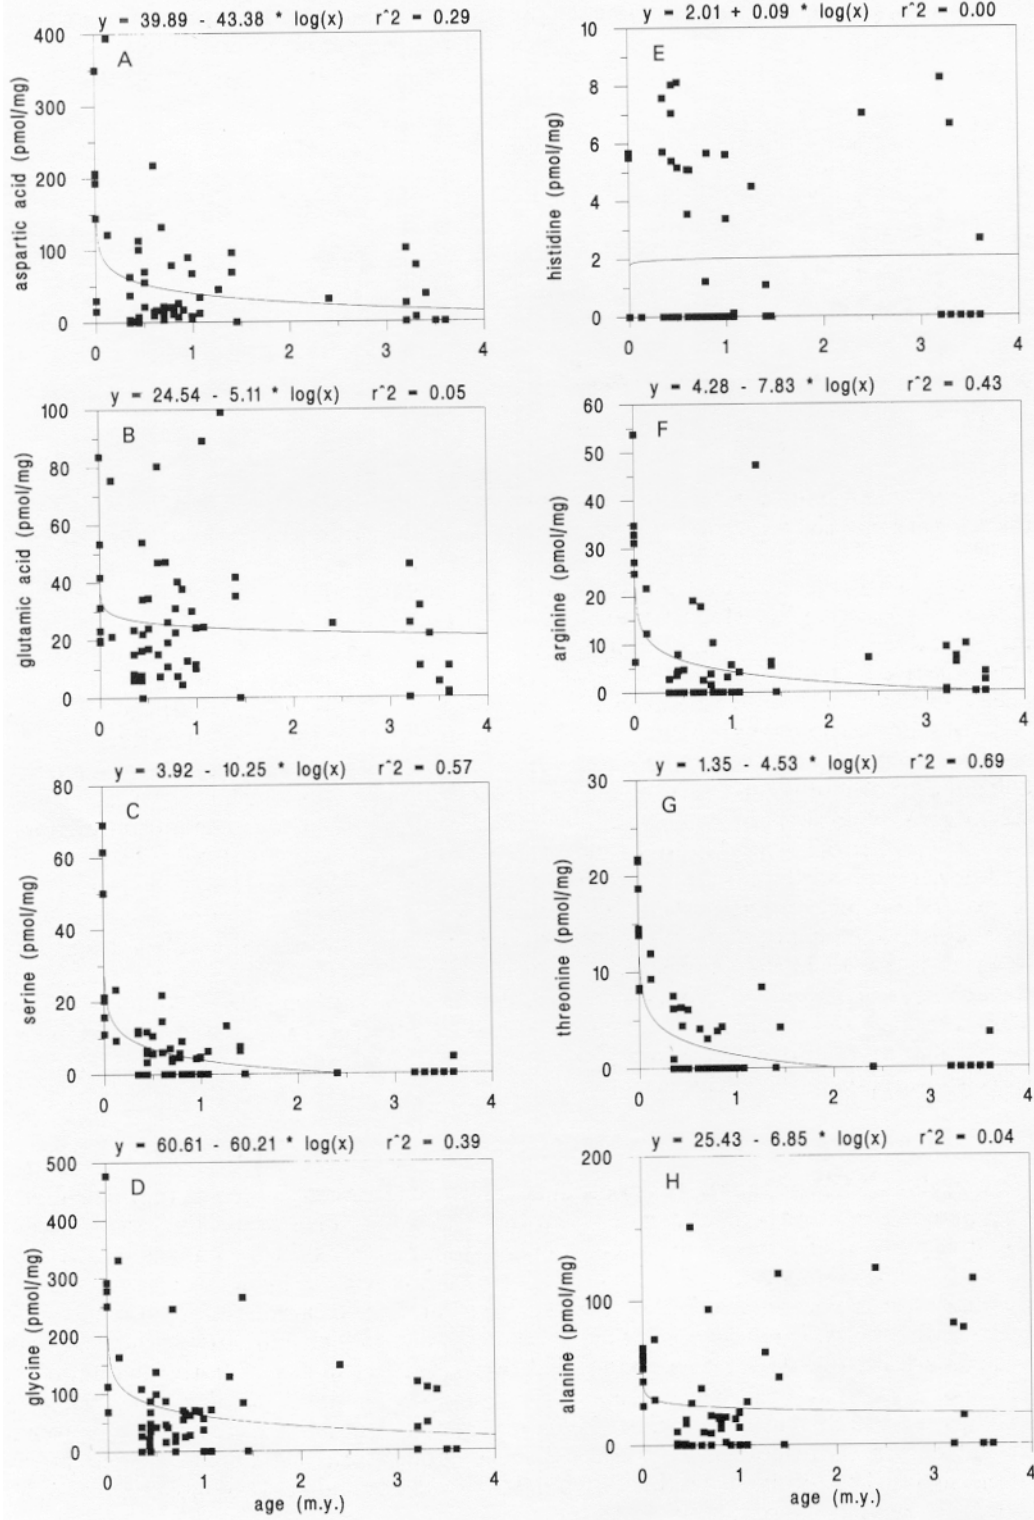 y = 39.89 - 43.38 * log(x) r^2 = 0.29
A
aspartic acid (pmol/mg)
400
300
200
100
0
0 1 2 3 4
y = 24.54 - 5.11 * log(x) r^2 = 0.05
B
glutamic acid (pmol/mg)
100
80
60
40
20
0
0 1 2 3 4
y = 3.92 - 10.25 * log(x) r^2 = 0.57
C
serine (pmol/mg)
80
60
40
20
0
0 1 2 3 4
y = 60.61 - 60.21 * log(x) r^2 = 0.39
D
glycine (pmol/mg)
500
400
300
200
100
0
0 1 2 3 4
age (m.y.)
y = 2.01 + 0.09 * log(x) r^2 = 0.00
E
histidine (pmol/mg)
10
8
6
4
2
0
0 1 2 3 4
y = 4.28 - 7.83 * log(x) r^2 = 0.43
F
arginine (pmol/mg)
60
50
40
30
20
10
0
0 1 2 3 4
y = 1.35 - 4.53 * log(x) r^2 = 0.69
G
threonine (pmol/mg)
30
20
10
0
0 1 2 3 4
y = 25.43 - 6.85 * log(x) r^2 = 0.04
H
alanine (pmol/mg)
200
100
0
0 1 2 3 4
age (m.y.)